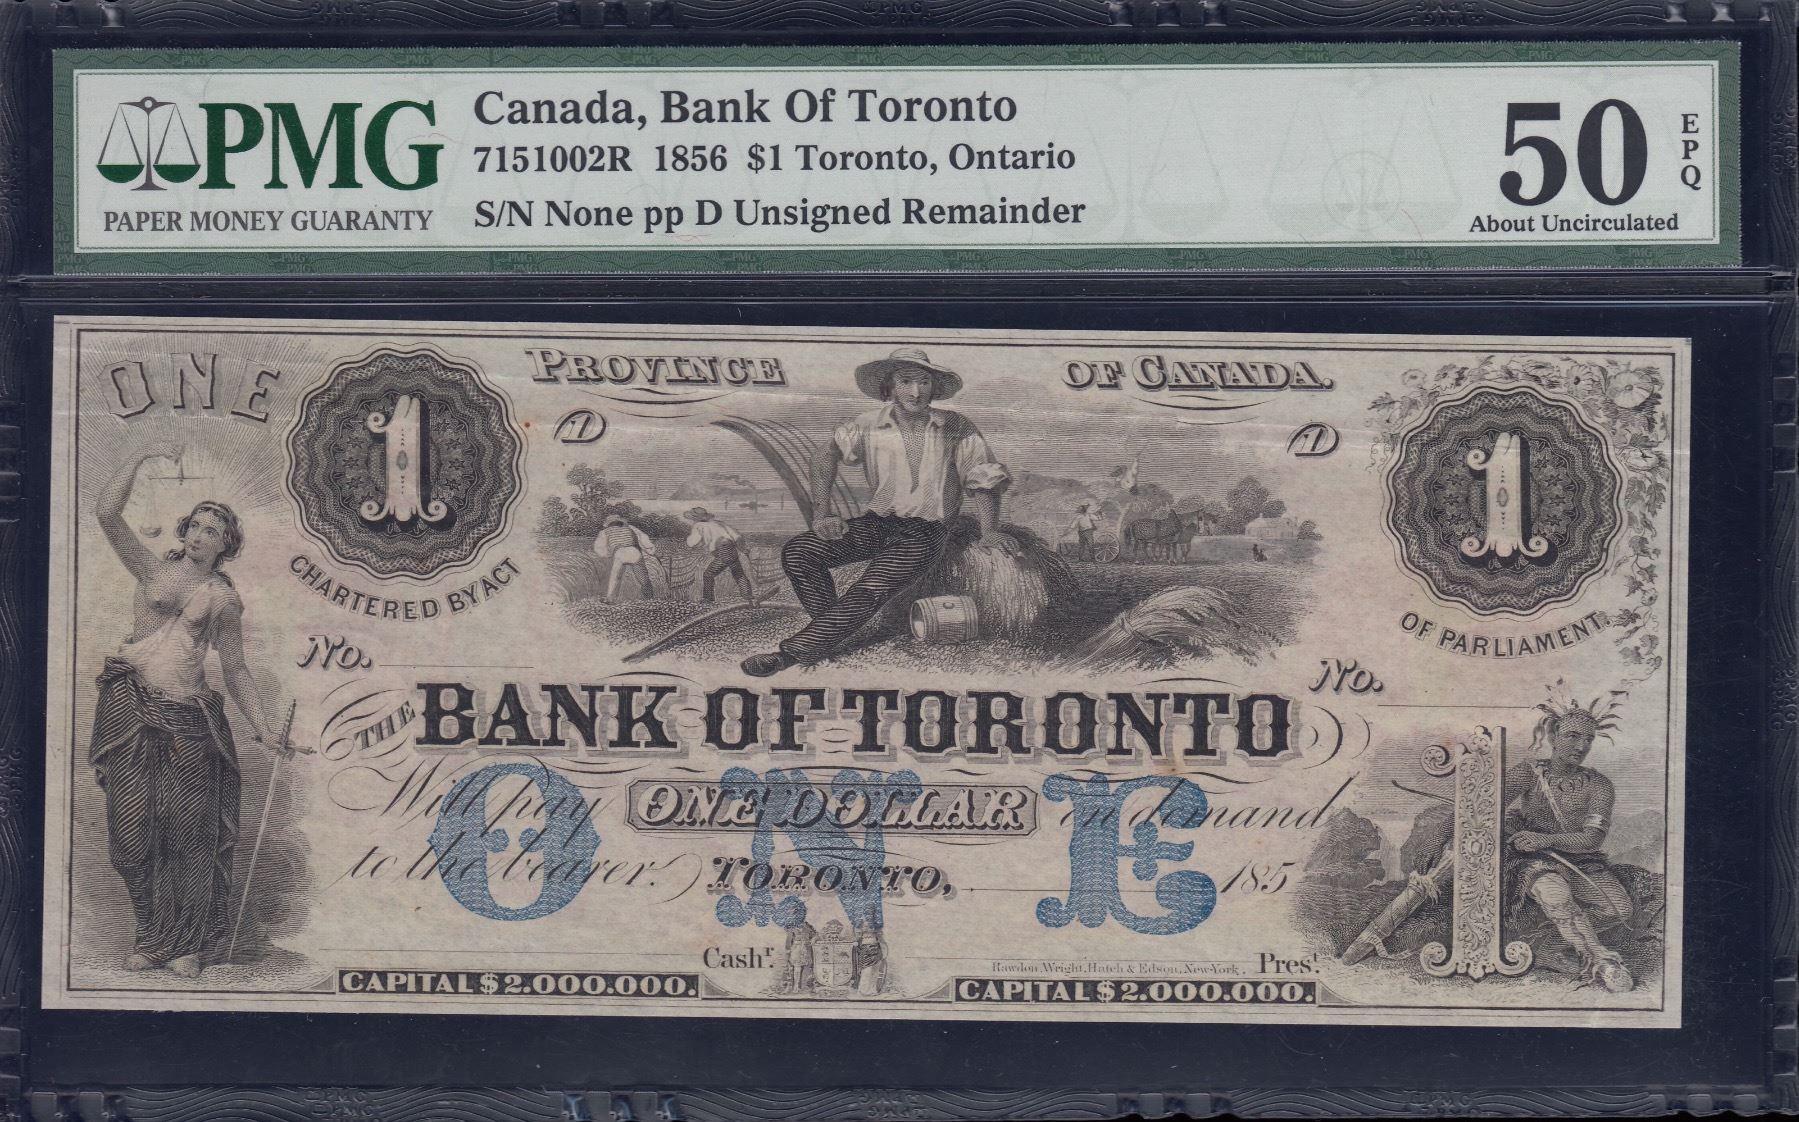 PMG
PAPER MONEY GUARANTY
Canada, Bank Of Toronto
7151002R 1856 $1 Toronto, Ontario
S/N None pp D Unsigned Remainder
50
EPQ
About Uncirculated
ONE
1
PROVINCE OF CANADA.
1
D
D
CHARTERED BY ACT
OF PARLIAMENT.
No.
No.
THE BANK OF TORONTO
Will pay ONE DOLLAR on demand
to the bearer. TORONTO, 185
ONE
1
Cashr.
Rawdon, Wright, Hatch & Edson, New-York.
Prest.
CAPITAL $2.000.000.
CAPITAL $2.000.000.